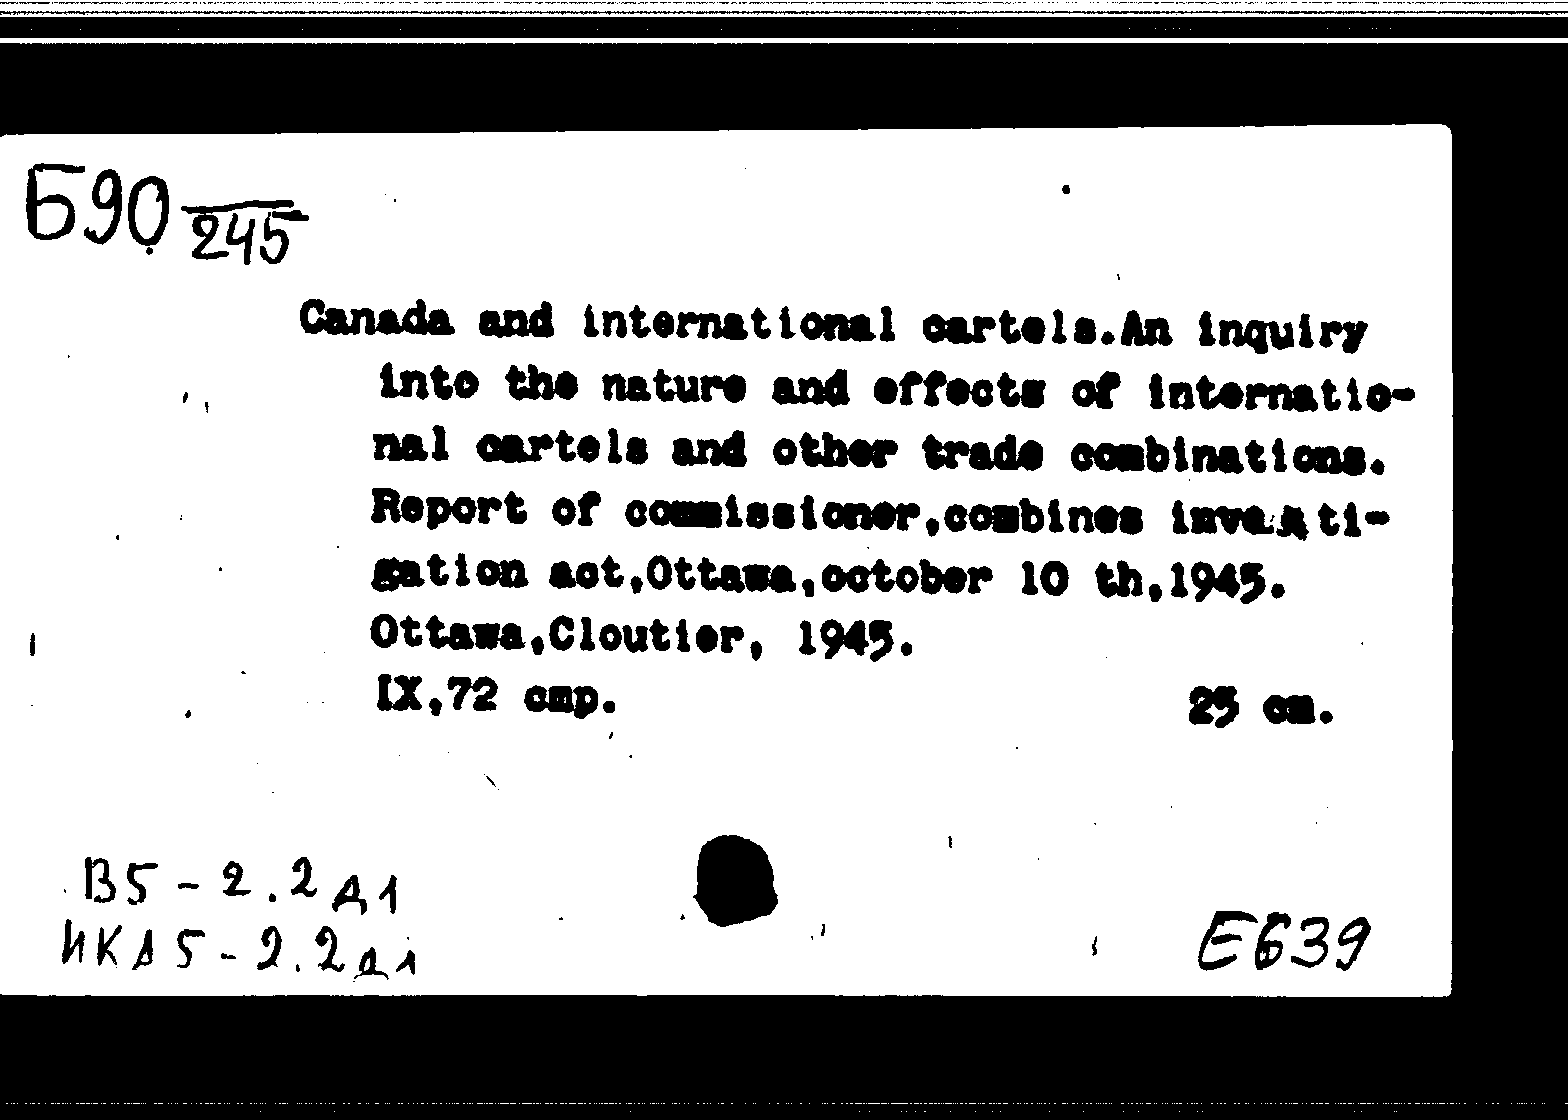 Б90 245
Canada and international cartels.An inquiry
into the nature and effects of internatio-
nal cartels and other trade combinations.
Report of commissioner,combines investi-
gation act,Ottawa,october 10 th,1945.
Ottawa,Cloutier, 1945.
IX,72 стр.
25 см.
В5-2.2д1
ИКА5-2.2д1
Е639